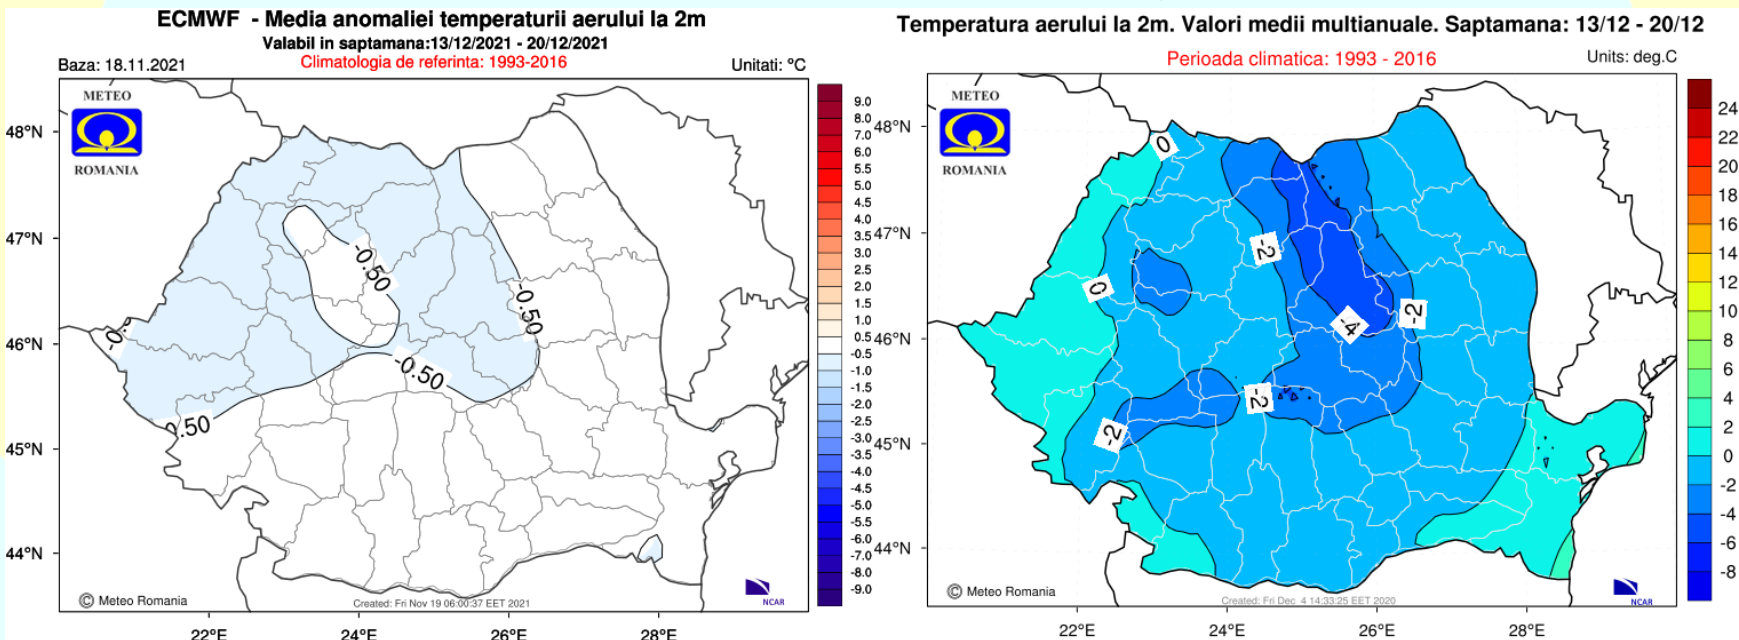 ECMWF - Media anomaliei temperaturii aerului la 2m
Valabil in saptamana:13/12/2021 - 20/12/2021
Baza: 18.11.2021
Climatologia de referinta: 1993-2016
Unitati: °C
METEO
ROMANIA
48°N
47°N
46°N
45°N
44°N
22°E
24°E
26°E
28°E
-0.50
-0.50
-0.50
9.0
8.0
7.0
6.0
5.5
5.0
4.5
4.0
3.5
3.0
2.5
2.0
1.5
1.0
0.5
-0.5
-1.0
-1.5
-2.0
-2.5
-3.0
-3.5
-4.0
-4.5
-5.0
-5.5
-6.0
-7.0
-8.0
-9.0
© Meteo Romania
Created: Fri Nov 19 06:00:37 EET 2021
NCAR
Temperatura aerului la 2m. Valori medii multianuale. Saptamana: 13/12 - 20/12
Perioada climatica: 1993 - 2016
Units: deg.C
METEO
ROMANIA
48°N
47°N
46°N
45°N
44°N
22°E
24°E
26°E
28°E
0
-2
0
-4
-2
-2
-2
24
22
20
18
16
14
12
10
8
6
4
2
0
-2
-4
-6
-8
© Meteo Romania
Created: Fri Dec 4 14:33:25 EET 2020
NCAR